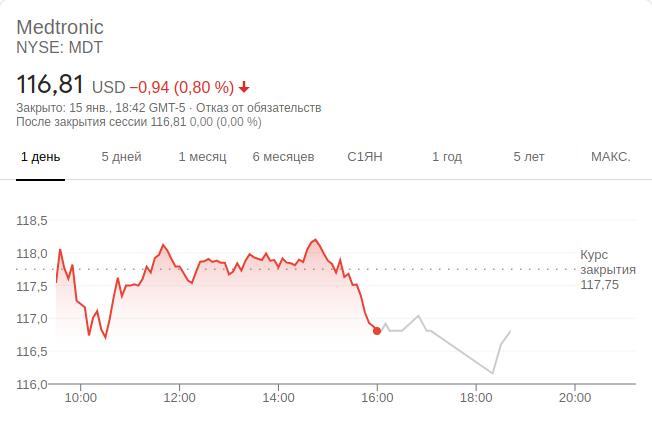 Medtronic
NYSE: MDT
116,81 USD −0,94 (0,80 %)
Закрыто: 15 янв., 18:42 GMT-5 · Отказ от обязательств
После закрытия сессии 116,81 0,00 (0,00 %)
1 день 5 дней 1 месяц 6 месяцев С1ЯН 1 год 5 лет МАКС.
118,5
118,0
117,5
117,0
116,5
116,0
Курс
закрытия
117,75
10:00 12:00 14:00 16:00 18:00 20:00